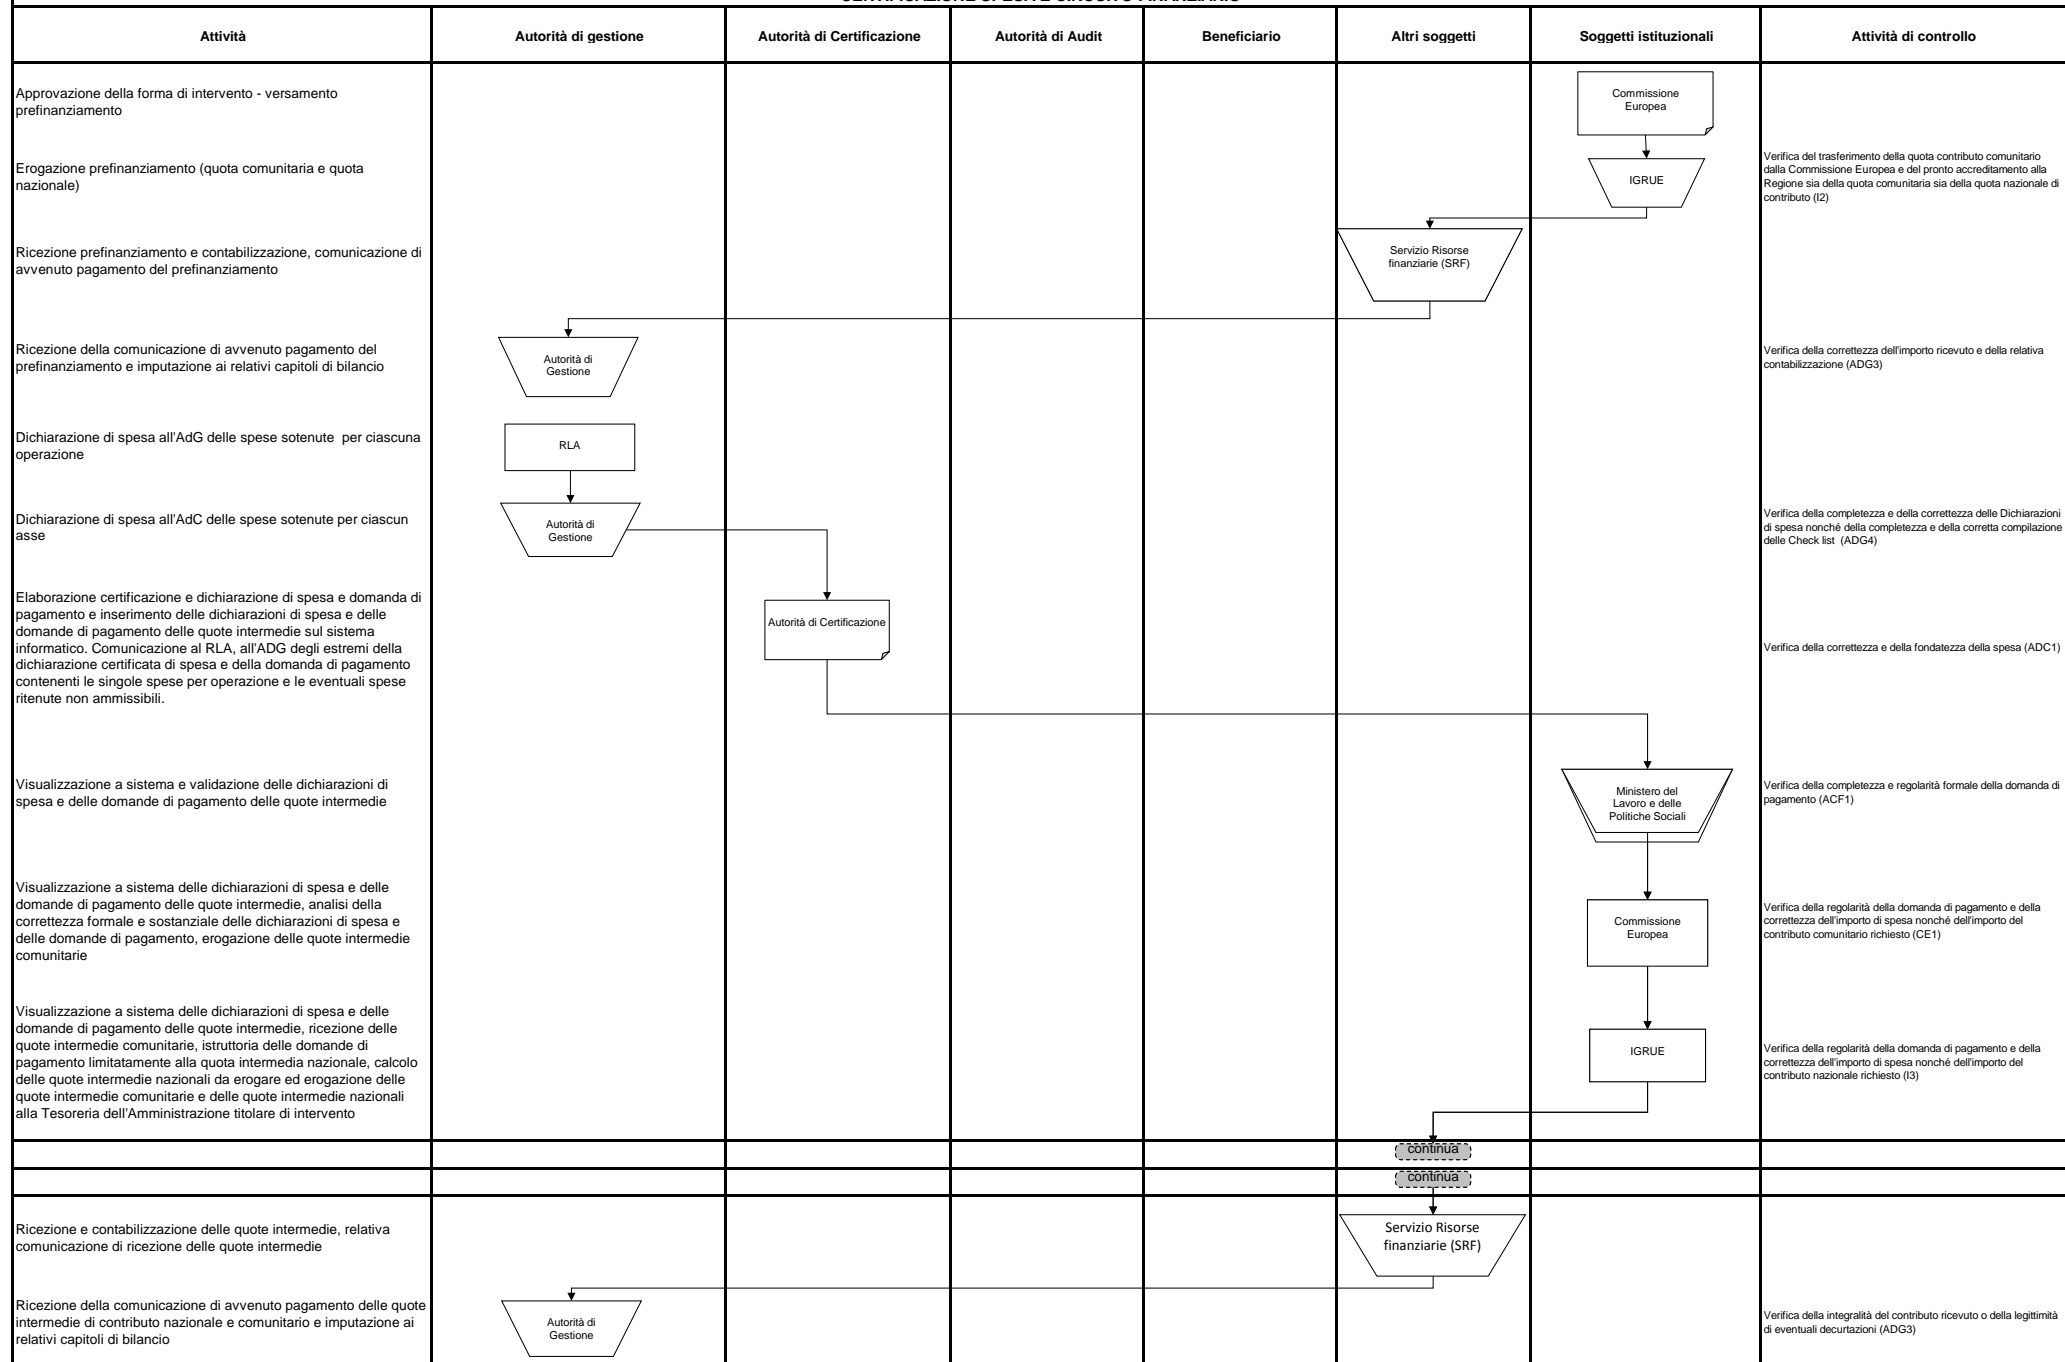 Attività
Autorità di gestione
Autorità di Certificazione
Autorità di Audit
Beneficiario
Altri soggetti
Soggetti istituzionali
Attività di controllo
Approvazione della forma di intervento - versamento
prefinanziamento
Commissione
Europea
Erogazione prefinanziamento (quota comunitaria e quota
nazionale)
IGRUE
Verifica del trasferimento della quota contributo comunitario
dalla Commissione Europea e del pronto accreditamento alla
Regione sia della quota comunitaria sia della quota nazionale di
contributo (I2)
Ricezione prefinanziamento e contabilizzazione, comunicazione di
avvenuto pagamento del prefinanziamento
Servizio Risorse
finanziarie (SRF)
Ricezione della comunicazione di avvenuto pagamento del
prefinanziamento e imputazione ai relativi capitoli di bilancio
Autorità di
Gestione
Verifica della correttezza dell'importo ricevuto e della relativa
contabilizzazione (ADG3)
Dichiarazione di spesa all'AdG delle spese sotenute  per ciascuna
operazione
RLA
Dichiarazione di spesa all'AdC delle spese sotenute per ciascun
asse
Autorità di
Gestione
Verifica della completezza e della correttezza delle Dichiarazioni
di spesa nonché della completezza e della corretta compilazione
delle Check list  (ADG4)
Elaborazione certificazione e dichiarazione di spesa e domanda di
pagamento e inserimento delle dichiarazioni di spesa e delle
domande di pagamento delle quote intermedie sul sistema
informatico. Comunicazione al RLA, all'ADG degli estremi della
dichiarazione certificata di spesa e della domanda di pagamento
contenenti le singole spese per operazione e le eventuali spese
ritenute non ammissibili.
Autorità di Certificazione
Verifica della correttezza e della fondatezza della spesa (ADC1)
Visualizzazione a sistema e validazione delle dichiarazioni di
spesa e delle domande di pagamento delle quote intermedie
Ministero del
Lavoro e delle
Politiche Sociali
Verifica della completezza e regolarità formale della domanda di
pagamento (ACF1)
Visualizzazione a sistema delle dichiarazioni di spesa e delle
domande di pagamento delle quote intermedie, analisi della
correttezza formale e sostanziale delle dichiarazioni di spesa e
delle domande di pagamento, erogazione delle quote intermedie
comunitarie
Commissione
Europea
Verifica della regolarità della domanda di pagamento e della
correttezza dell'importo di spesa nonché dell'importo del
contributo comunitario richiesto (CE1)
Visualizzazione a sistema delle dichiarazioni di spesa e delle
domande di pagamento delle quote intermedie, ricezione delle
quote intermedie comunitarie, istruttoria delle domande di
pagamento limitatamente alla quota intermedia nazionale, calcolo
delle quote intermedie nazionali da erogare ed erogazione delle
quote intermedie comunitarie e delle quote intermedie nazionali
alla Tesoreria dell'Amministrazione titolare di intervento
IGRUE
Verifica della regolarità della domanda di pagamento e della
correttezza dell'importo di spesa nonché dell'importo del
contributo nazionale richiesto (I3)
continua
continua
Ricezione e contabilizzazione delle quote intermedie, relativa
comunicazione di ricezione delle quote intermedie
Servizio Risorse
finanziarie (SRF)
Ricezione della comunicazione di avvenuto pagamento delle quote
intermedie di contributo nazionale e comunitario e imputazione ai
relativi capitoli di bilancio
Autorità di
Gestione
Verifica della integralità del contributo ricevuto o della legittimità
di eventuali decurtazioni (ADG3)